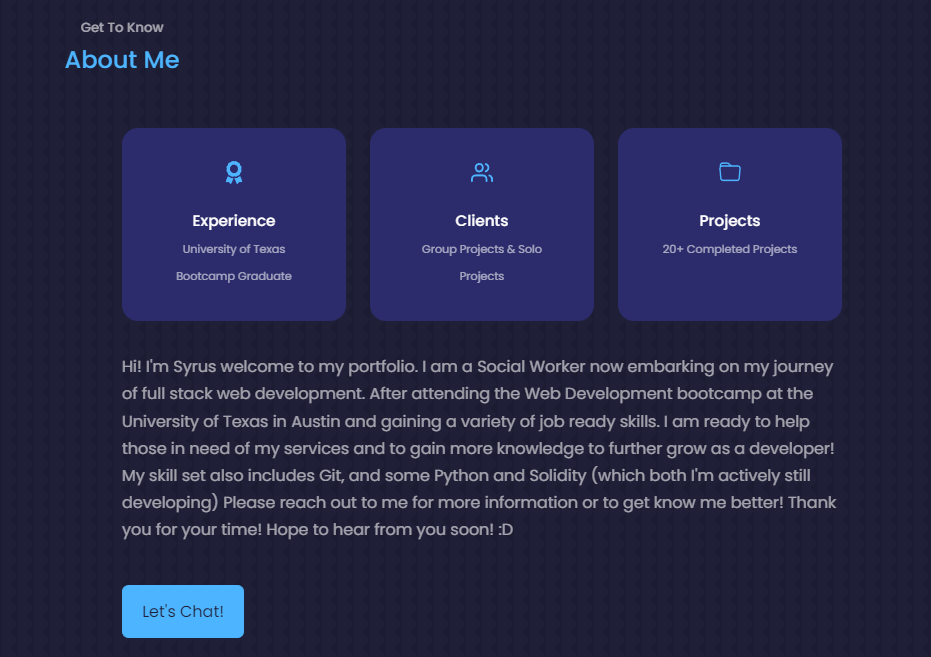 Get To Know
About Me
Experience
University of Texas
Bootcamp Graduate
Clients
Group Projects & Solo
Projects
Projects
20+ Completed Projects
Hi! I'm Syrus welcome to my portfolio. I am a Social Worker now embarking on my journey
of full stack web development. After attending the Web Development bootcamp at the
University of Texas in Austin and gaining a variety of job ready skills. I am ready to help
those in need of my services and to gain more knowledge to further grow as a developer!
My skill set also includes Git, and some Python and Solidity (which both I'm actively still
developing) Please reach out to me for more information or to get know me better! Thank
you for your time! Hope to hear from you soon! :D
Let's Chat!